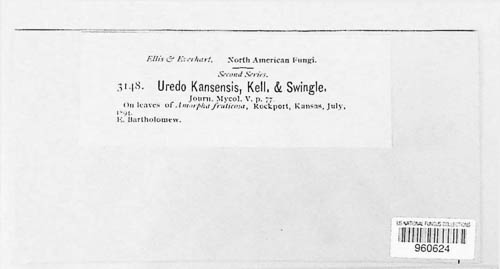 Ellis & Everhart, North American Fungi.
Second Series.
3148. Uredo Kansensis, Kell. & Swingle,
Journ. Mycol. V. p. 77.
On leaves of Amorpha fruticosa, Rockport, Kansas, July,
1894.
E. Bartholomew.
US NATIONAL FUNGUS COLLECTIONS
960624